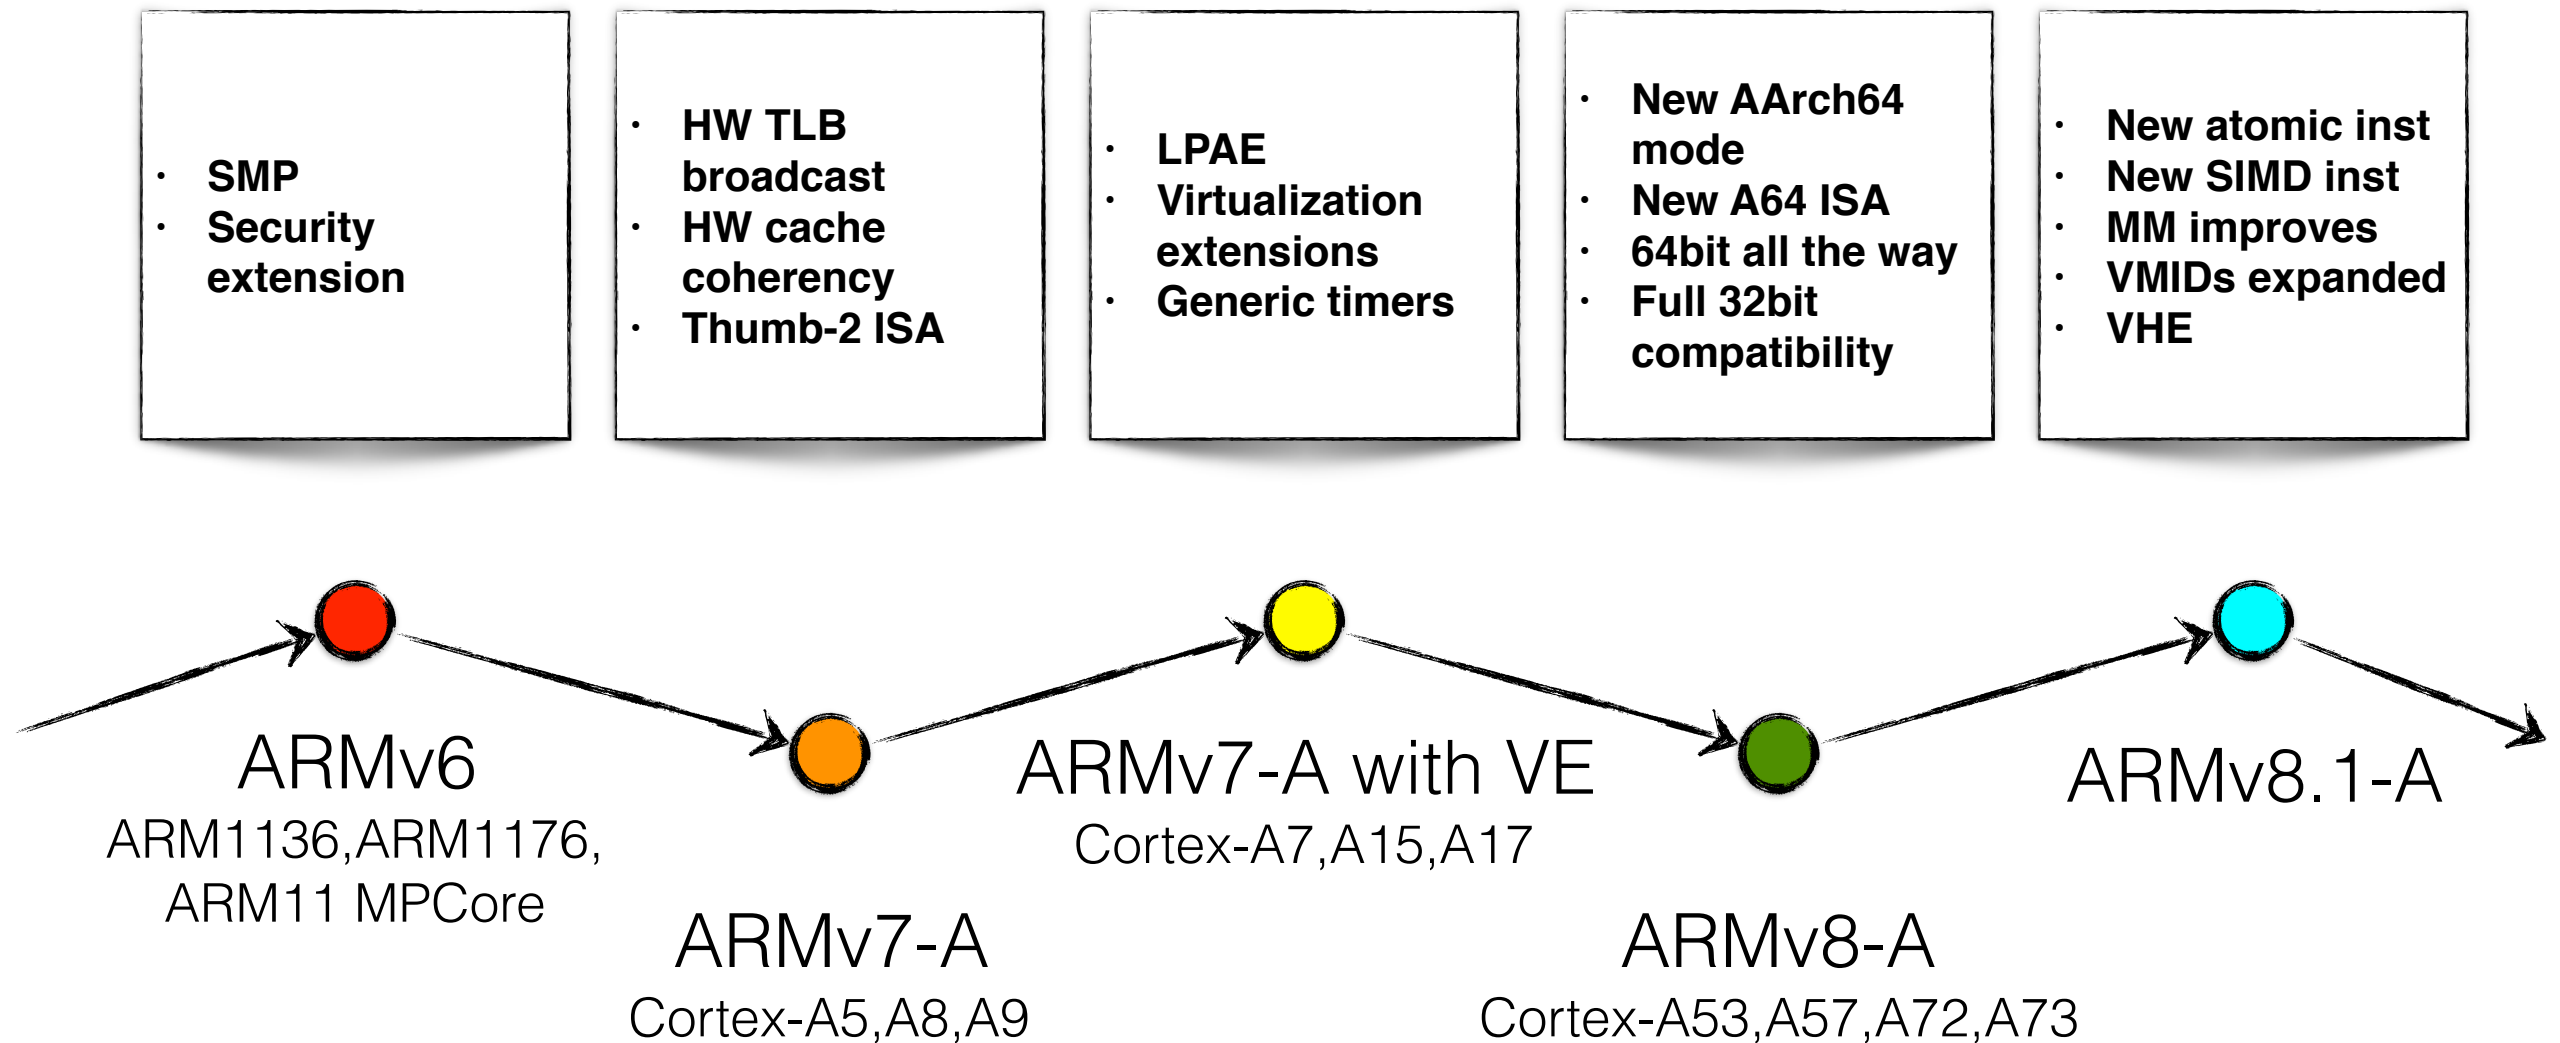 · SMP
· Security
extension
· HW TLB
broadcast
· HW cache
coherency
· Thumb-2 ISA
· LPAE
· Virtualization
extensions
· Generic timers
· New AArch64
mode
· New A64 ISA
· 64bit all the way
· Full 32bit
compatibility
· New atomic inst
· New SIMD inst
· MM improves
· VMIDs expanded
· VHE
ARMv6
ARM1136,ARM1176,
ARM11 MPCore
ARMv7-A
Cortex-A5,A8,A9
ARMv7-A with VE
Cortex-A7,A15,A17
ARMv8-A
Cortex-A53,A57,A72,A73
ARMv8.1-A